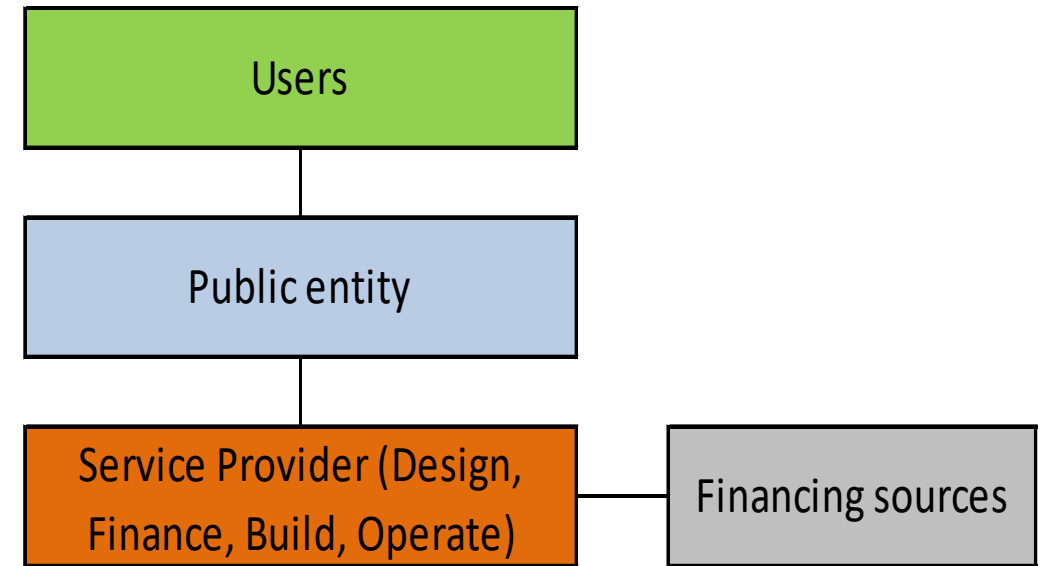 Users
Public entity
Service Provider (Design,
Finance, Build, Operate)
Financing sources